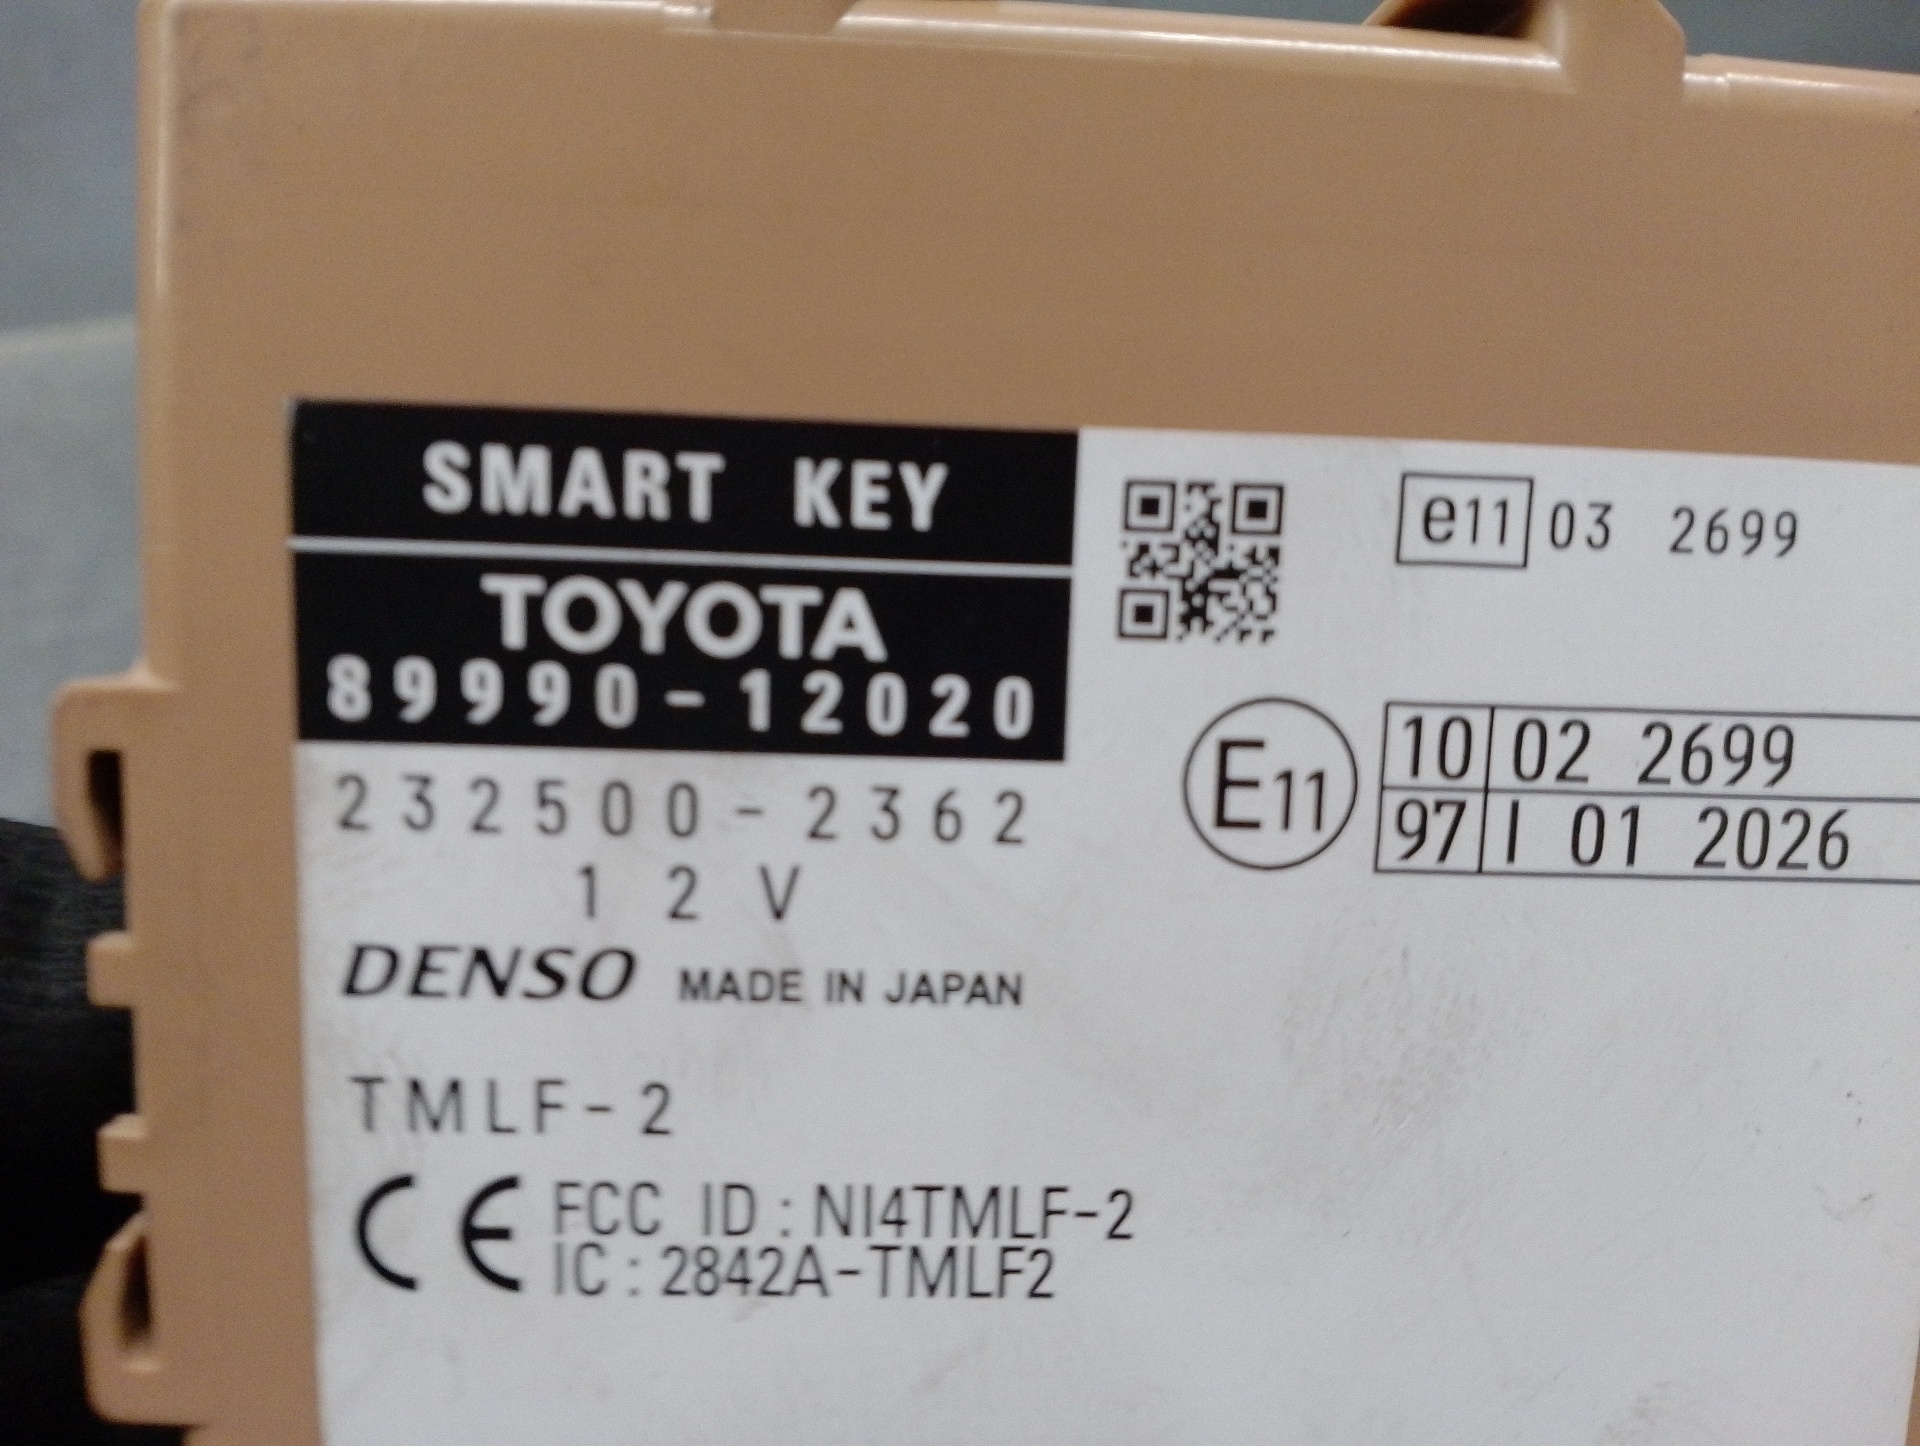 SMART KEY
TOYOTA
89990-12020
232500-2362
12V
DENSO MADE IN JAPAN
TMLF-2
CE FCC ID : NI4TMLF-2
IC : 2842A-TMLF2
e11 03 2699
E11
10 02 2699
97 I 01 2026